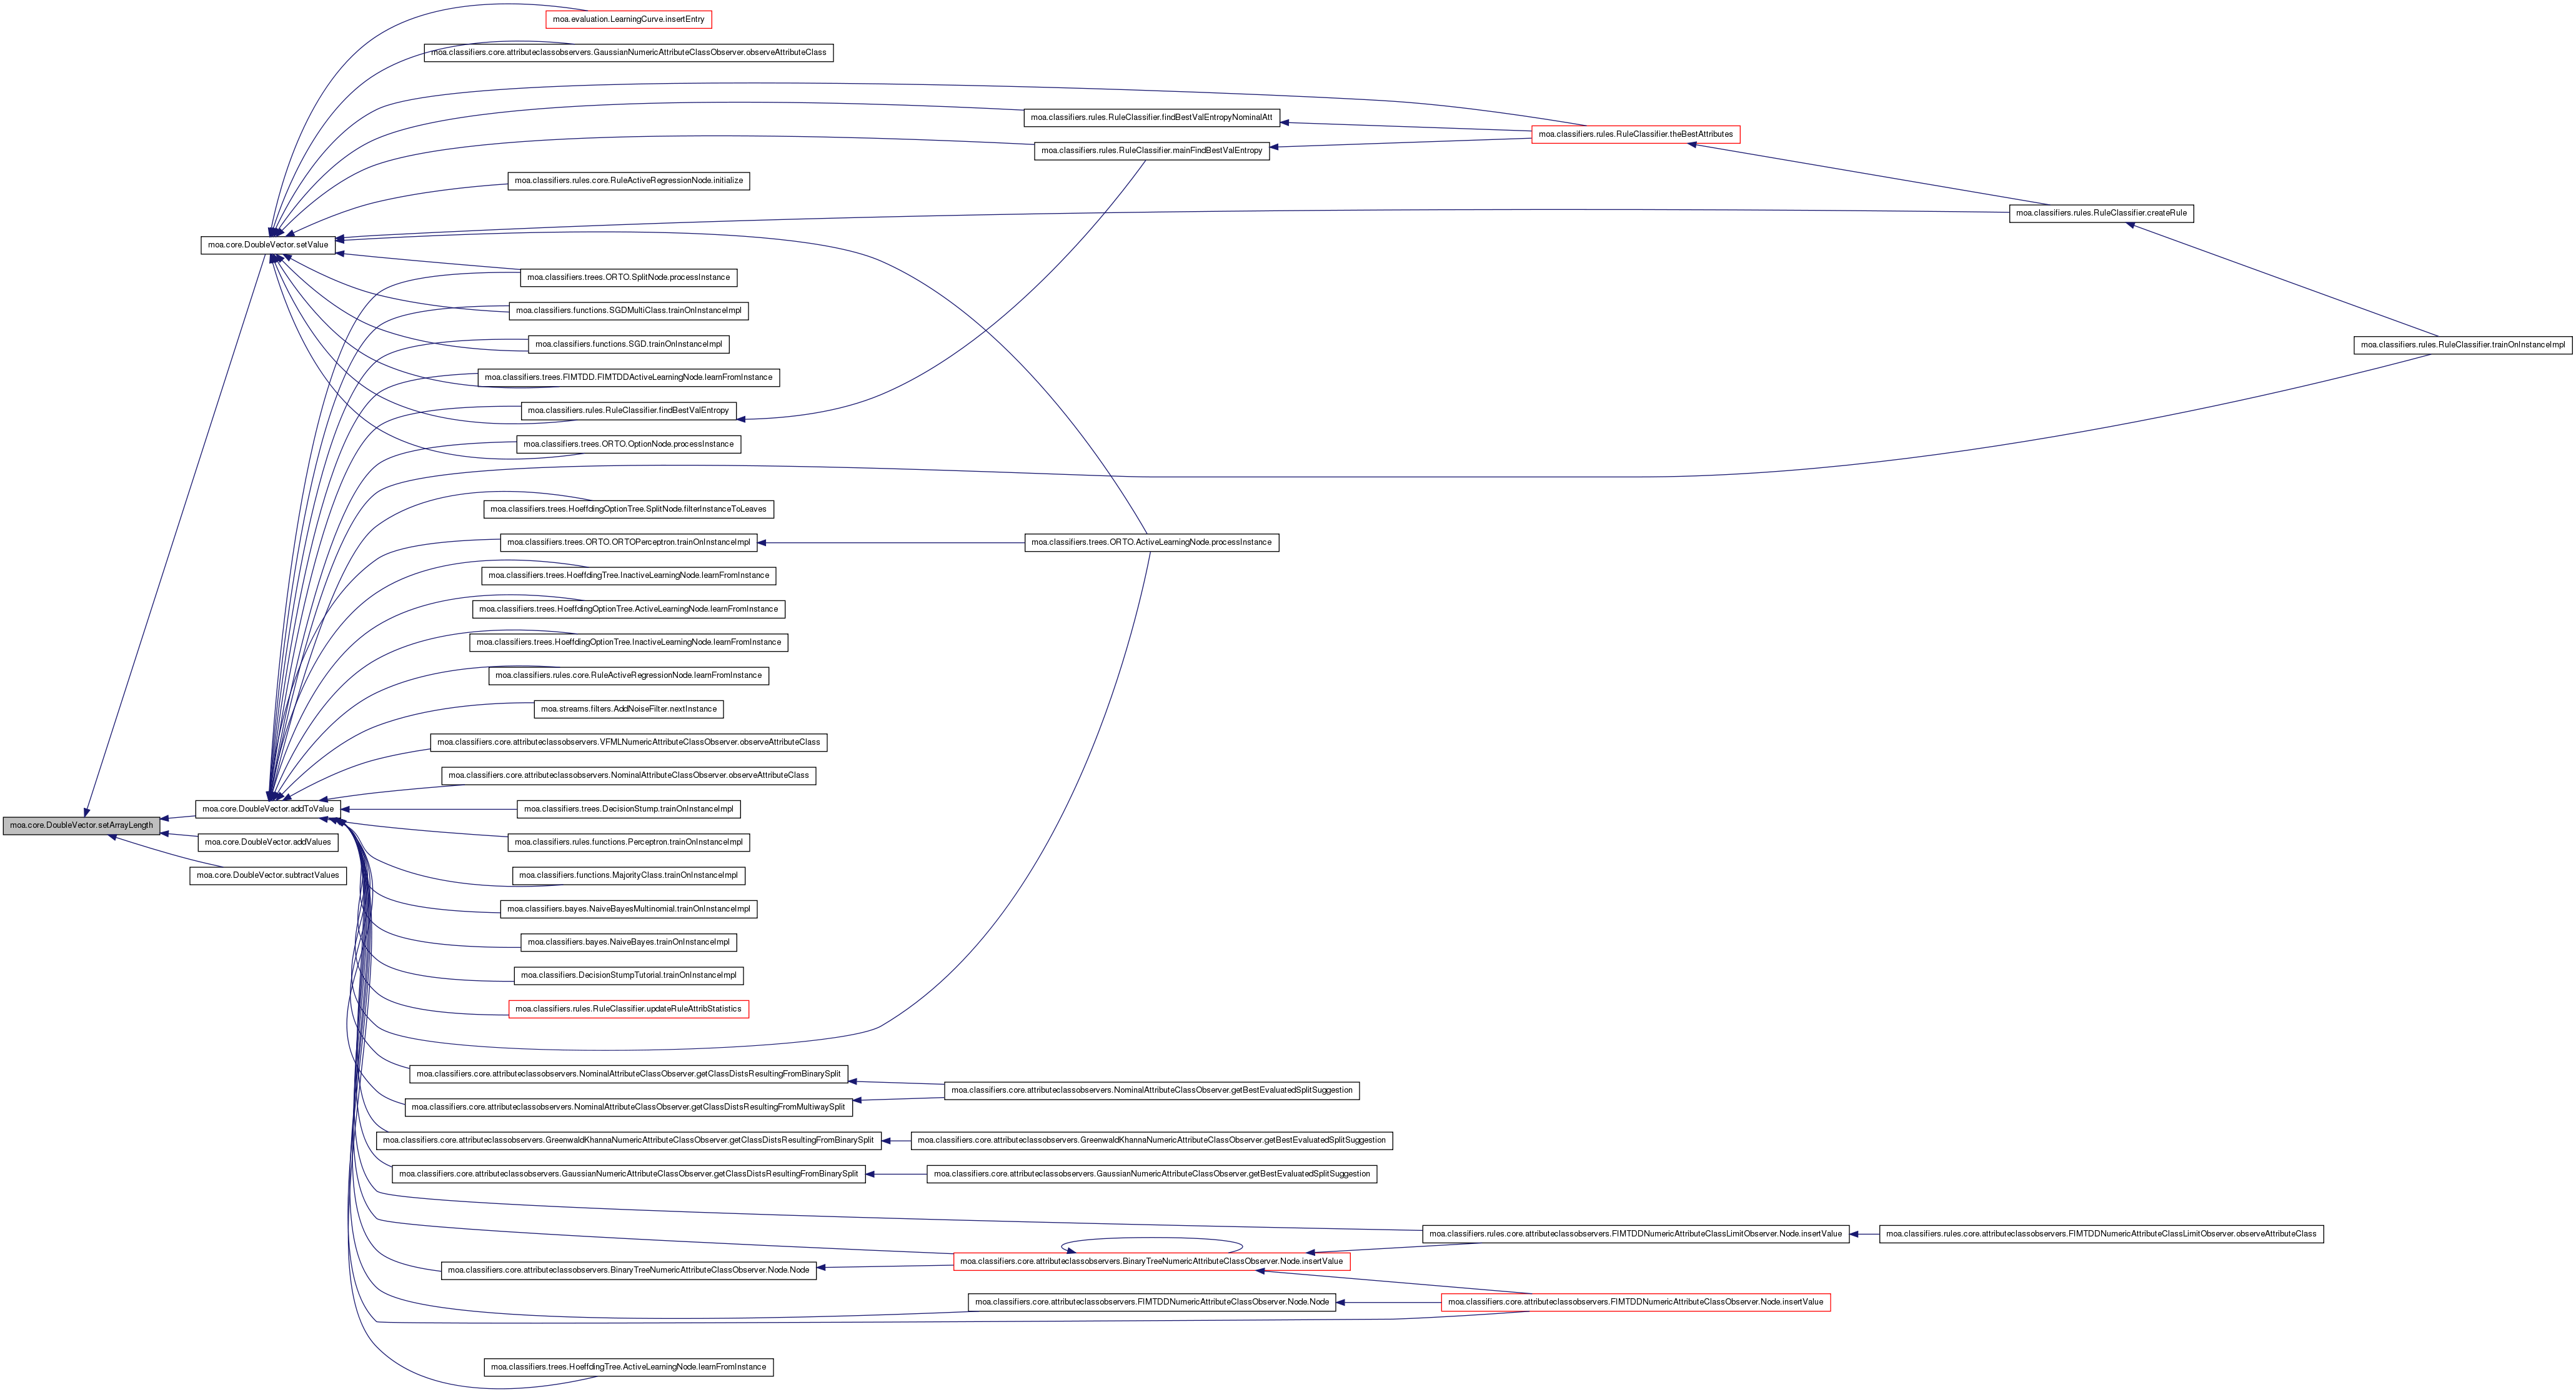 moa.evaluation.LearningCurve.insertEntry
moa.classifiers.core.attributeclassobservers.GaussianNumericAttributeClassObserver.observeAttributeClass
moa.classifiers.rules.RuleClassifier.findBestValEntropyNominalAtt
moa.classifiers.rules.RuleClassifier.theBestAttributes
moa.classifiers.rules.RuleClassifier.mainFindBestValEntropy
moa.classifiers.rules.core.RuleActiveRegressionNode.initialize
moa.classifiers.rules.RuleClassifier.createRule
moa.core.DoubleVector.setValue
moa.classifiers.trees.ORTO.SplitNode.processInstance
moa.classifiers.functions.SGDMultiClass.trainOnInstanceImpl
moa.classifiers.functions.SGD.trainOnInstanceImpl
moa.classifiers.rules.RuleClassifier.trainOnInstanceImpl
moa.classifiers.trees.FIMTDD.FIMTDDActiveLearningNode.learnFromInstance
moa.classifiers.rules.RuleClassifier.findBestValEntropy
moa.classifiers.trees.ORTO.OptionNode.processInstance
moa.classifiers.trees.HoeffdingOptionTree.SplitNode.filterInstanceToLeaves
moa.classifiers.trees.ORTO.ORTOPerceptron.trainOnInstanceImpl
moa.classifiers.trees.ORTO.ActiveLearningNode.processInstance
moa.classifiers.trees.HoeffdingTree.InactiveLearningNode.learnFromInstance
moa.classifiers.trees.HoeffdingOptionTree.ActiveLearningNode.learnFromInstance
moa.classifiers.trees.HoeffdingOptionTree.InactiveLearningNode.learnFromInstance
moa.classifiers.rules.core.RuleActiveRegressionNode.learnFromInstance
moa.streams.filters.AddNoiseFilter.nextInstance
moa.classifiers.core.attributeclassobservers.VFMLNumericAttributeClassObserver.observeAttributeClass
moa.classifiers.core.attributeclassobservers.NominalAttributeClassObserver.observeAttributeClass
moa.core.DoubleVector.addToValue
moa.classifiers.trees.DecisionStump.trainOnInstanceImpl
moa.core.DoubleVector.setArrayLength
moa.core.DoubleVector.addValues
moa.classifiers.rules.functions.Perceptron.trainOnInstanceImpl
moa.core.DoubleVector.subtractValues
moa.classifiers.functions.MajorityClass.trainOnInstanceImpl
moa.classifiers.bayes.NaiveBayesMultinomial.trainOnInstanceImpl
moa.classifiers.bayes.NaiveBayes.trainOnInstanceImpl
moa.classifiers.DecisionStumpTutorial.trainOnInstanceImpl
moa.classifiers.rules.RuleClassifier.updateRuleAttribStatistics
moa.classifiers.core.attributeclassobservers.NominalAttributeClassObserver.getClassDistsResultingFromBinarySplit
moa.classifiers.core.attributeclassobservers.NominalAttributeClassObserver.getBestEvaluatedSplitSuggestion
moa.classifiers.core.attributeclassobservers.NominalAttributeClassObserver.getClassDistsResultingFromMultiwaySplit
moa.classifiers.core.attributeclassobservers.GreenwaldKhannaNumericAttributeClassObserver.getClassDistsResultingFromBinarySplit
moa.classifiers.core.attributeclassobservers.GreenwaldKhannaNumericAttributeClassObserver.getBestEvaluatedSplitSuggestion
moa.classifiers.core.attributeclassobservers.GaussianNumericAttributeClassObserver.getClassDistsResultingFromBinarySplit
moa.classifiers.core.attributeclassobservers.GaussianNumericAttributeClassObserver.getBestEvaluatedSplitSuggestion
moa.classifiers.rules.core.attributeclassobservers.FIMTDDNumericAttributeClassLimitObserver.Node.insertValue
moa.classifiers.rules.core.attributeclassobservers.FIMTDDNumericAttributeClassLimitObserver.observeAttributeClass
moa.classifiers.core.attributeclassobservers.BinaryTreeNumericAttributeClassObserver.Node.Node
moa.classifiers.core.attributeclassobservers.BinaryTreeNumericAttributeClassObserver.Node.insertValue
moa.classifiers.core.attributeclassobservers.FIMTDDNumericAttributeClassObserver.Node.Node
moa.classifiers.core.attributeclassobservers.FIMTDDNumericAttributeClassObserver.Node.insertValue
moa.classifiers.trees.HoeffdingTree.ActiveLearningNode.learnFromInstance